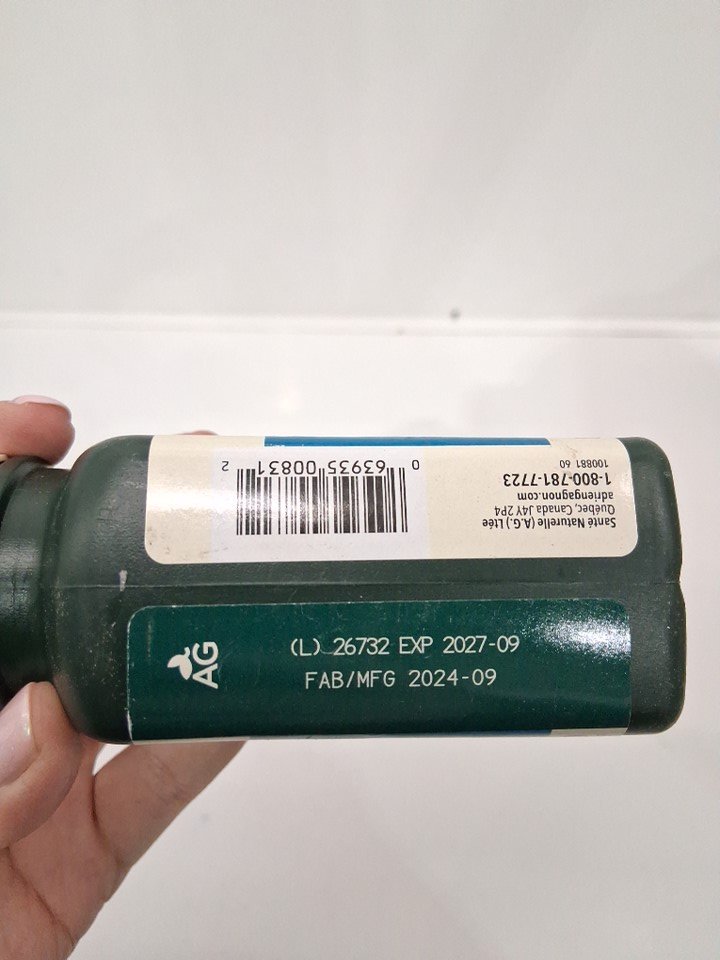 Santé Naturelle (A.G.) Ltée
Québec, Canada J4Y 2P4
adriengagnon.com
1-800-781-7723
100881 60
0 63935 00831 2
AG
(L) 26732 EXP 2027-09
FAB/MFG 2024-09